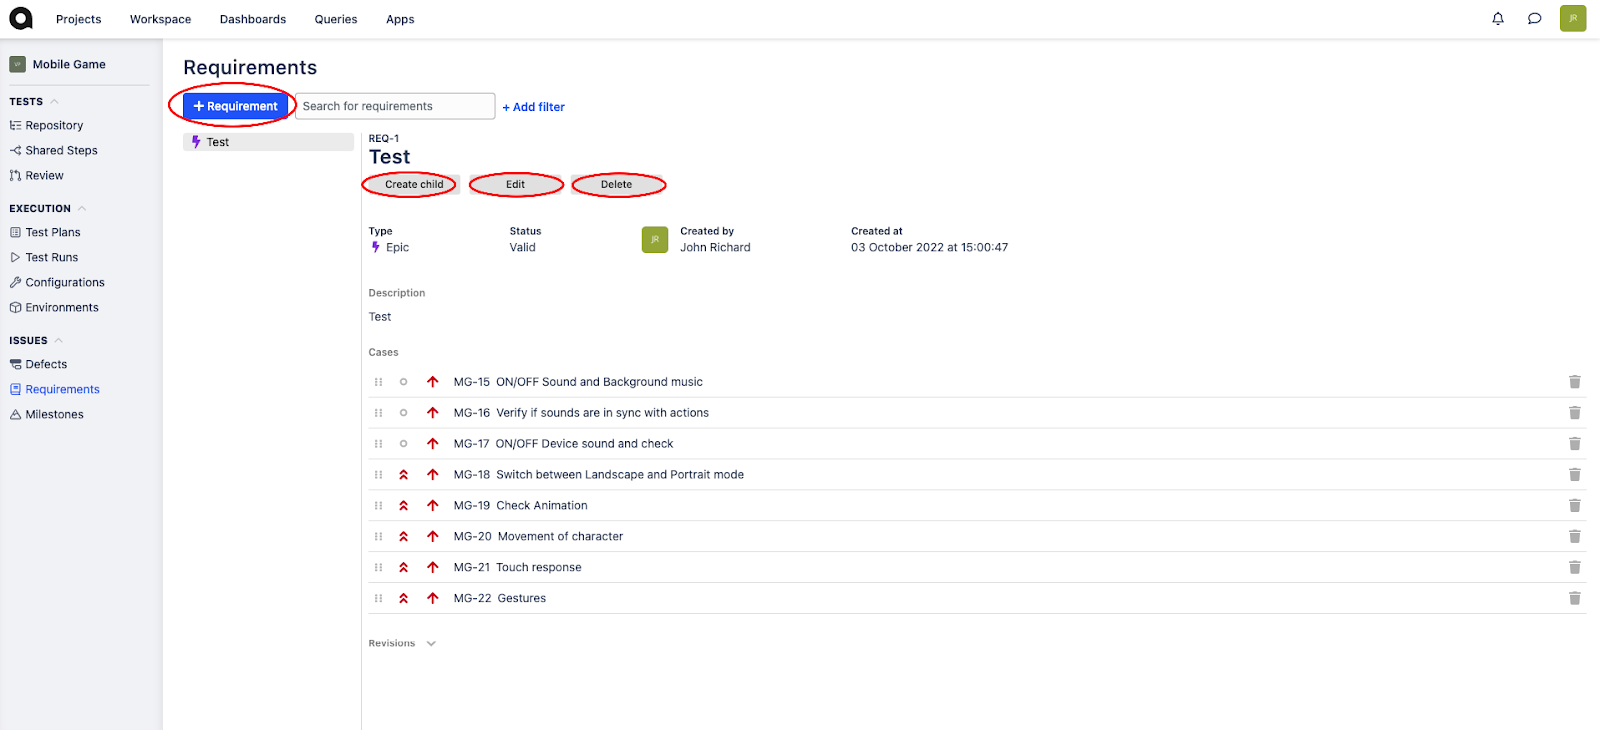 Projects Workspace Dashboards Queries Apps
JR
Mobile Game
TESTS
Repository
Shared Steps
Review
EXECUTION
Test Plans
Test Runs
Configurations
Environments
ISSUES
Defects
Requirements
Milestones
Requirements
+ Requirement Search for requirements + Add filter
Test
REQ-1
Test
Create child Edit Delete
Type Status Created by Created at
Epic Valid JR John Richard 03 October 2022 at 15:00:47
Description
Test
Cases
MG-15 ON/OFF Sound and Background music
MG-16 Verify if sounds are in sync with actions
MG-17 ON/OFF Device sound and check
MG-18 Switch between Landscape and Portrait mode
MG-19 Check Animation
MG-20 Movement of character
MG-21 Touch response
MG-22 Gestures
Revisions